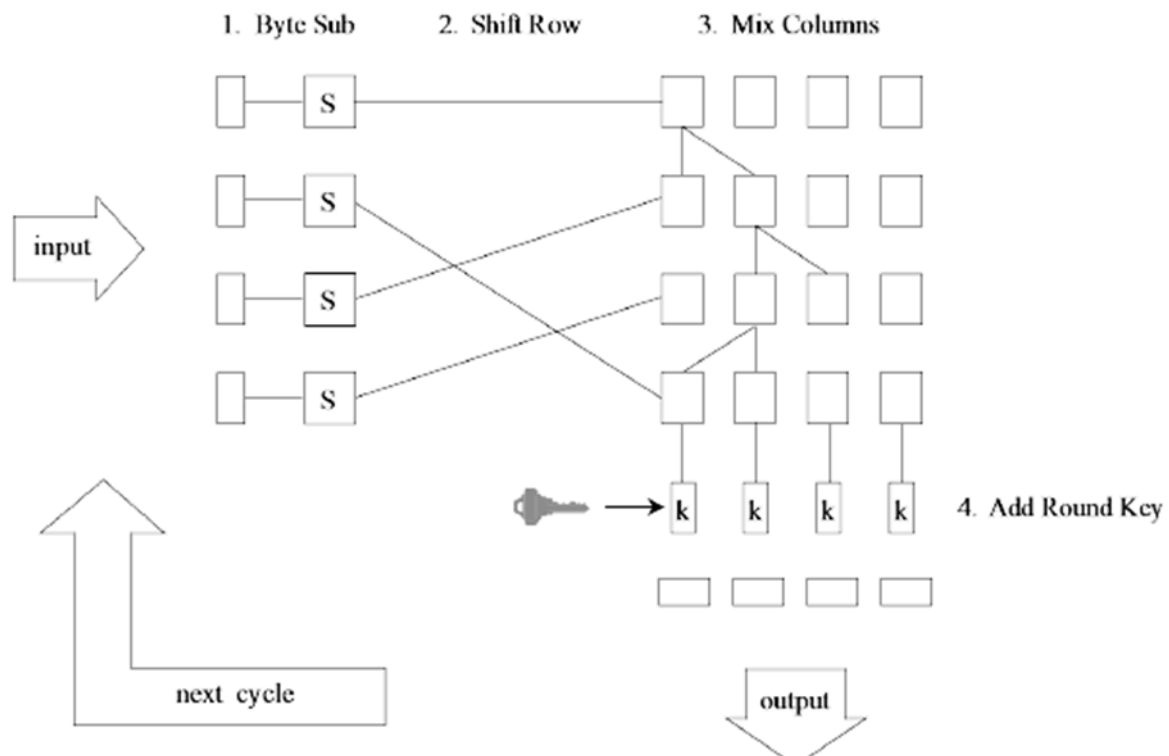 1. Byte Sub 2. Shift Row 3. Mix Columns
S
S
input
S
S
k k k k 4. Add Round Key
next cycle
output